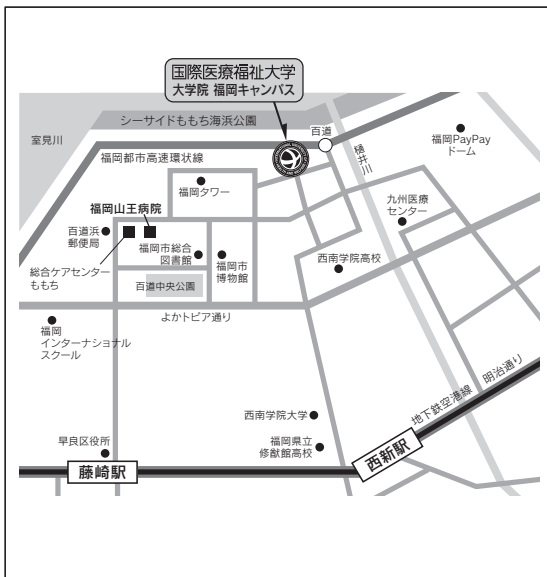 国際医療福祉大学
大学院 福岡キャンパス
シーサイドももち海浜公園
室見川
百道
福岡PayPay
ドーム
福岡都市高速環状線
樋井川
福岡タワー
九州医療
センター
福岡山王病院
百道浜
郵便局
福岡市総合
図書館
福岡市
博物館
西南学院高校
総合ケアセンター
ももち
百道中央公園
よかトピア通り
福岡
インターナショナル
スクール
明治通り
地下鉄空港線
西南学院大学
早良区役所
福岡県立
修猷館高校
西新駅
藤崎駅